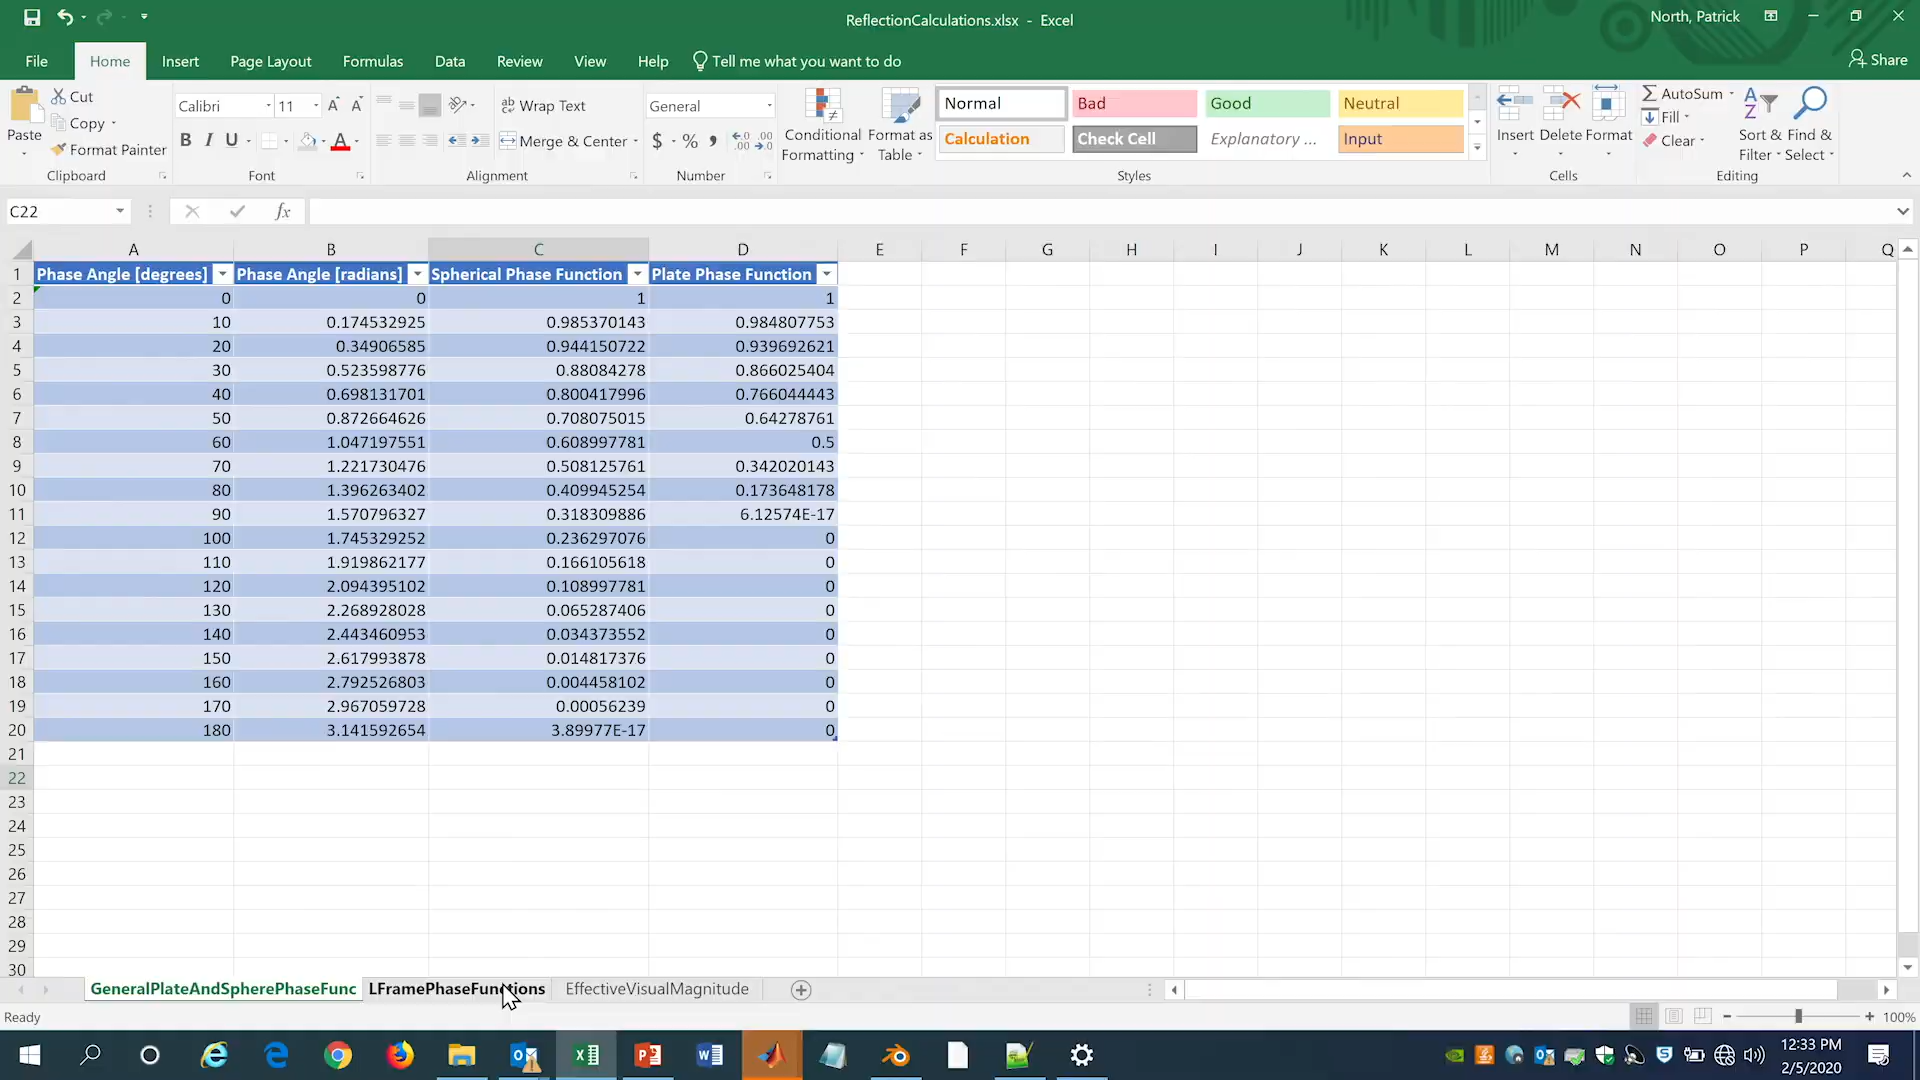 ReflectionCalculations.xlsx - Excel
North, Patrick
File Home Insert Page Layout Formulas Data Review View Help Tell me what you want to do
Share
Paste
Cut
Copy
Format Painter
Clipboard
Calibri 11
B I U
Font
Wrap Text
Merge & Center
Alignment
General
$ % ,
Number
Conditional Formatting
Format as Table
Normal Bad Good Neutral
Calculation Check Cell Explanatory ... Input
Styles
Insert Delete Format
Cells
AutoSum
Fill
Clear
Sort & Filter
Find & Select
Editing
C22 fx
A B C D E F G H I J K L M N O P Q
1 Phase Angle [degrees] Phase Angle [radians] Spherical Phase Function Plate Phase Function
2 0 0 1 1
3 10 0.174532925 0.985370143 0.984807753
4 20 0.34906585 0.944150722 0.939692621
5 30 0.523598776 0.88084278 0.866025404
6 40 0.698131701 0.800417996 0.766044443
7 50 0.872664626 0.708075015 0.64278761
8 60 1.047197551 0.608997781 0.5
9 70 1.221730476 0.508125761 0.342020143
10 80 1.396263402 0.409945254 0.173648178
11 90 1.570796327 0.318309886 6.12574E-17
12 100 1.745329252 0.236297076 0
13 110 1.919862177 0.166105618 0
14 120 2.094395102 0.108997781 0
15 130 2.268928028 0.065287406 0
16 140 2.443460953 0.034373552 0
17 150 2.617993878 0.014817376 0
18 160 2.792526803 0.004458102 0
19 170 2.967059728 0.00056239 0
20 180 3.141592654 3.89977E-17 0
21
22
23
24
25
26
27
28
29
30
GeneralPlateAndSpherePhaseFunc LFramePhaseFunctions EffectiveVisualMagnitude
Ready
100%
12:33 PM
2/5/2020